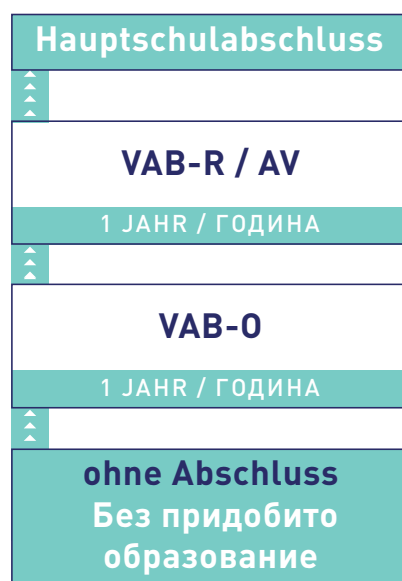 Hauptschulabschluss
VAB-R / AV
1 JAHR / ГОДИНА
VAB-O
1 JAHR / ГОДИНА
ohne Abschluss
Без придобито
образование